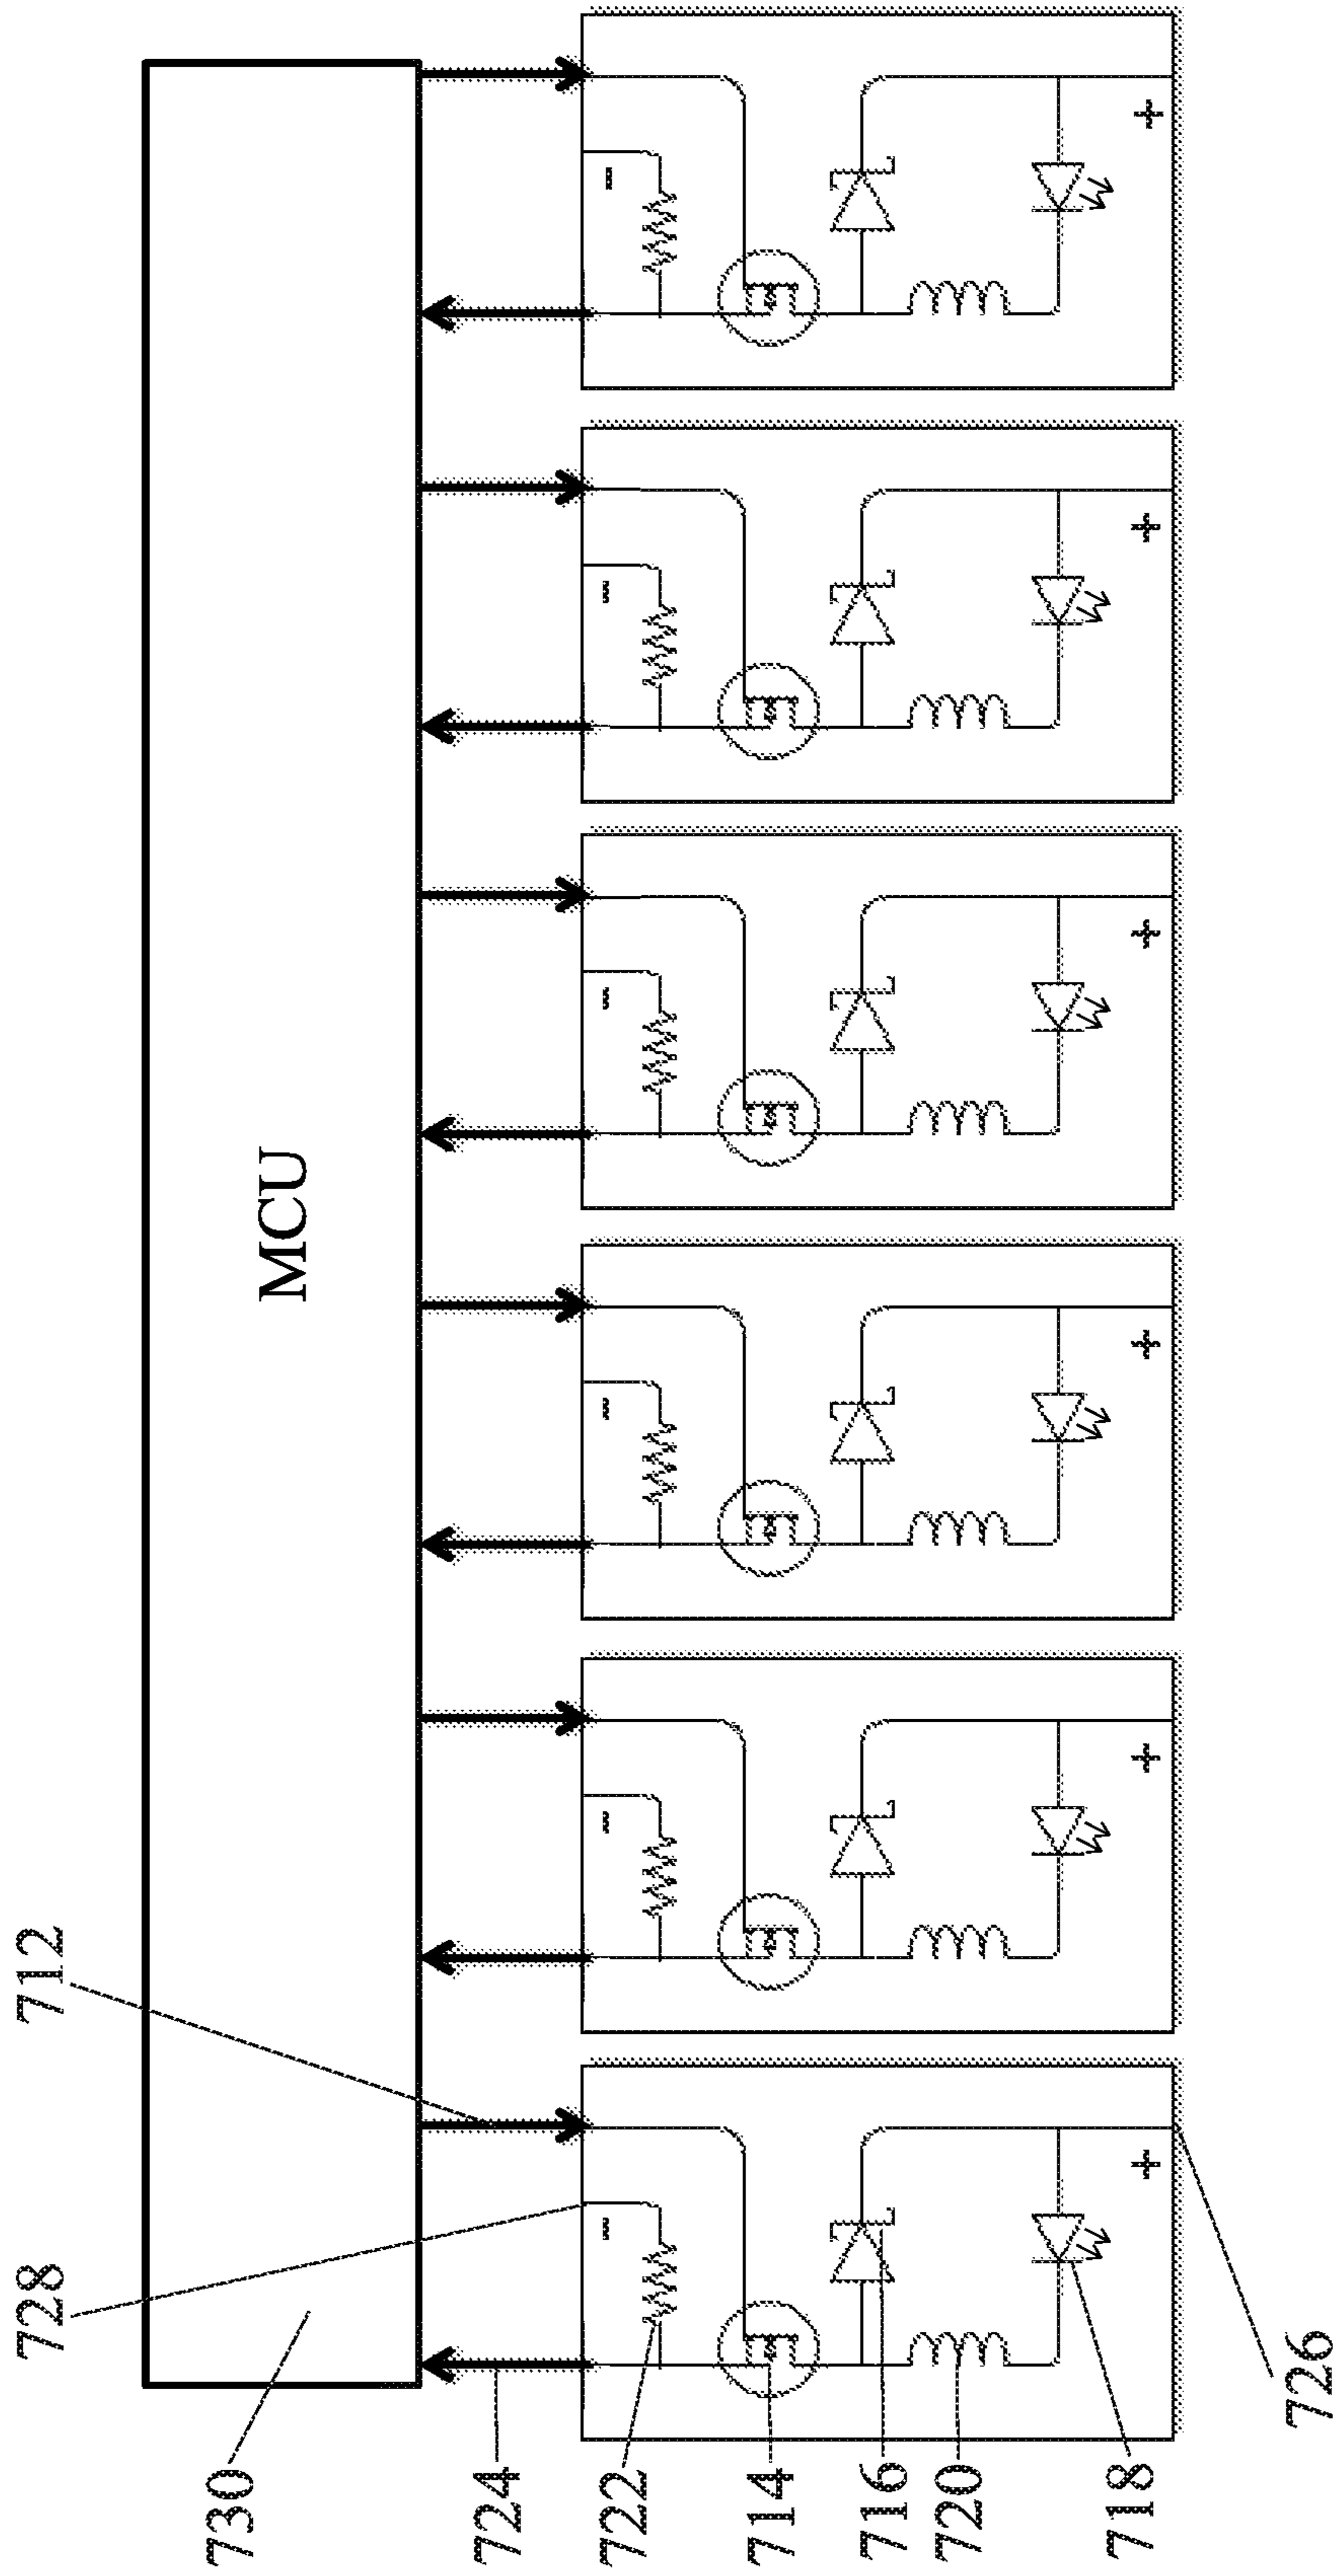 728 712
730
MCU
724
722 - - - - - -
714
716
720
718 + + + + + +
726